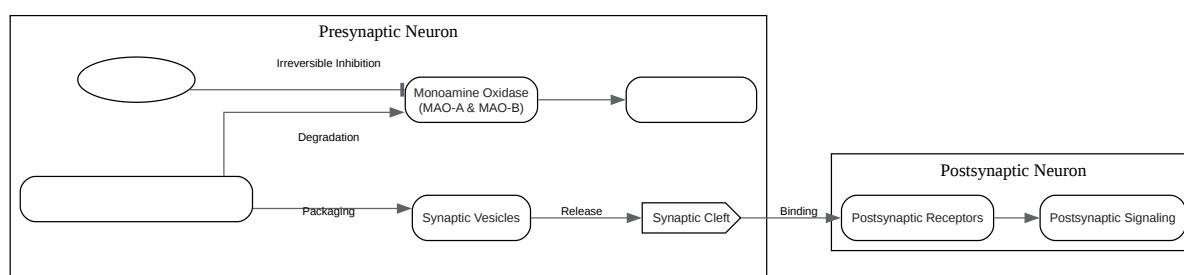 Presynaptic Neuron
Irreversible Inhibition
Monoamine Oxidase
(MAO-A & MAO-B)
Degradation
Packaging
Synaptic Vesicles
Release
Synaptic Cleft
Binding
Postsynaptic Neuron
Postsynaptic Receptors
Postsynaptic Signaling